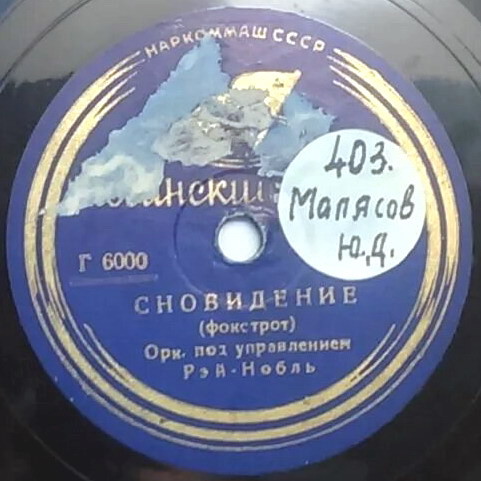 НАРКОММАШ СССР
403.
Малясов
Ю.Д.
Г 6000
СНОВИДЕНИЕ
(фокстрот)
Орк. под управлением
Рэй-Нобль